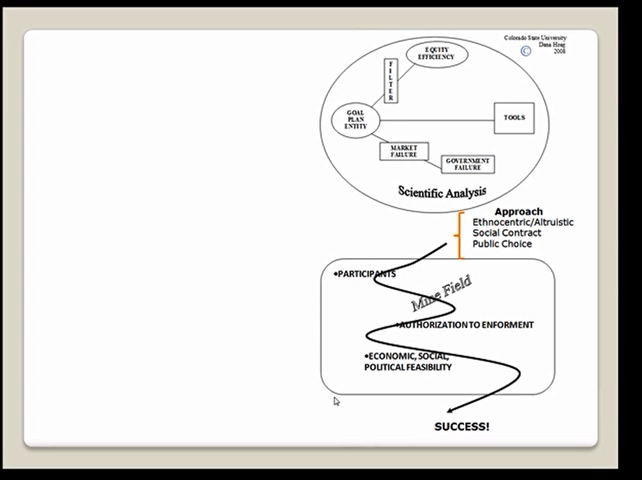 Colorado State University
Dana Hoag
2008
©
EQUITY
EFFICIENCY
FILTER
GOAL
PLAN
ENTITY
TOOLS
MARKET
FAILURE
GOVERNMENT
FAILURE
Scientific Analysis
Approach
Ethnocentric/Altruistic
Social Contract
Public Choice
•PARTICIPANTS
Mine Field
•AUTHORIZATION TO ENFORMENT
•ECONOMIC, SOCIAL,
POLITICAL FEASIBILITY
SUCCESS!